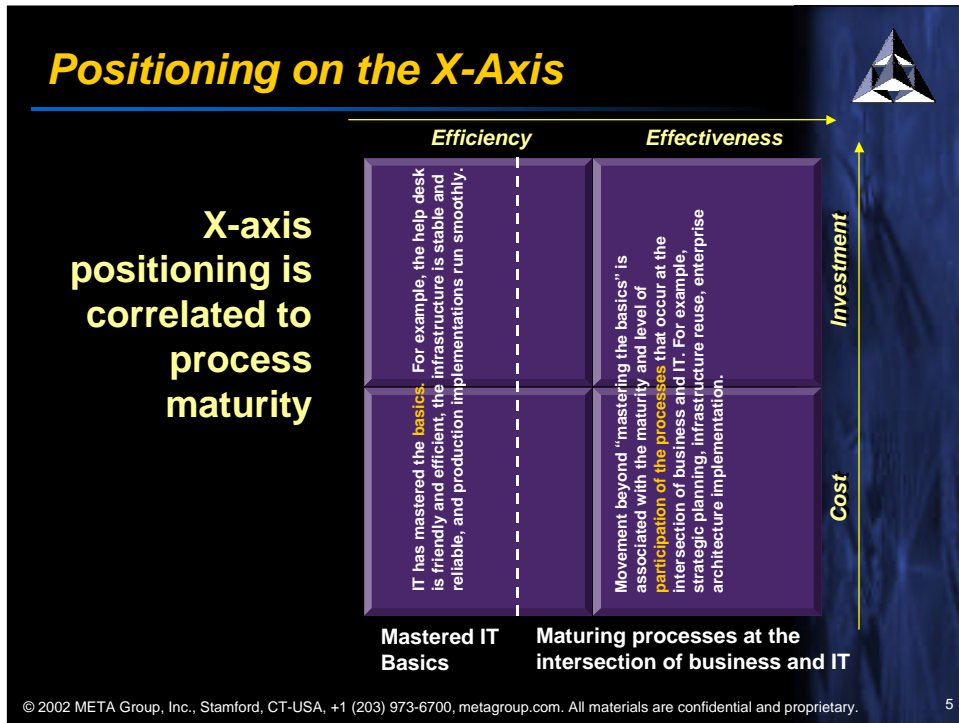 Positioning on the X-Axis
Efficiency
Effectiveness
X-axis
positioning is
correlated to
process
maturity
IT has mastered the basics. For example, the help desk
is friendly and efficient, the infrastructure is stable and
reliable, and production implementations run smoothly.
Movement beyond “mastering the basics” is
associated with the maturity and level of
participation of the processes that occur at the
intersection of business and IT. For example,
strategic planning, infrastructure reuse, enterprise
architecture implementation.
Investment
Cost
Mastered IT
Basics
Maturing processes at the
intersection of business and IT
© 2002 META Group, Inc., Stamford, CT-USA, +1 (203) 973-6700, metagroup.com. All materials are confidential and proprietary.
5